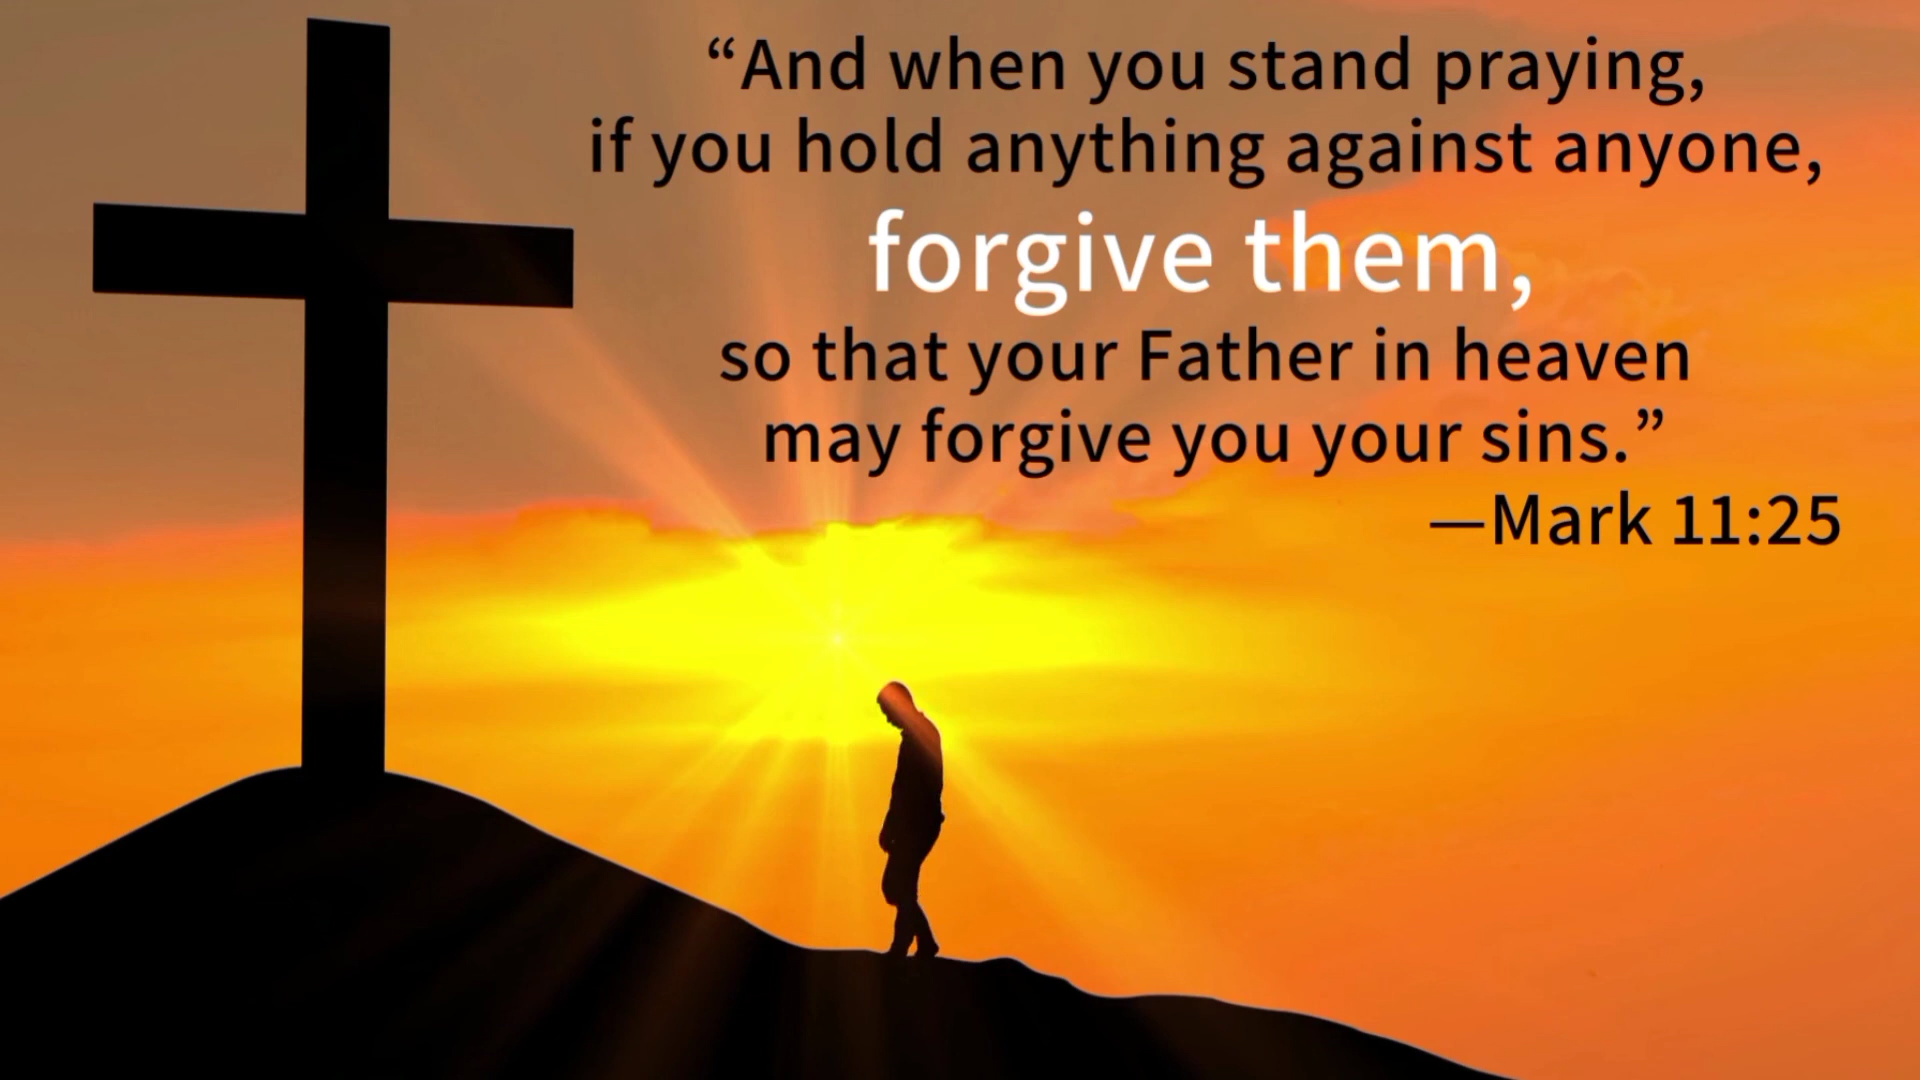 “And when you stand praying,
if you hold anything against anyone,
forgive them,
so that your Father in heaven
may forgive you your sins.”
—Mark 11:25